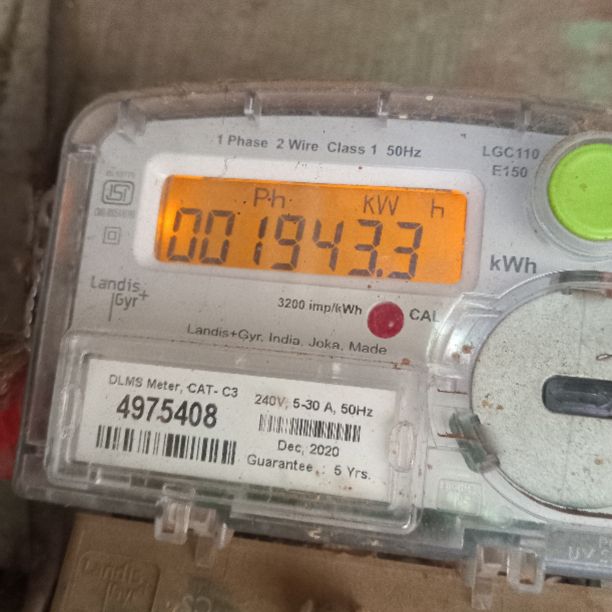 1 Phase 2 Wire Class 1 50Hz
LGC110
E150
Ph kW h
001943.3
kWh
Landis
Gyr+
3200 imp/kWh
CAL
Landis+Gyr, India, Joka, Made
DLMS Meter, CAT- C3
4975408
240V, 5-30 A, 50Hz
Dec, 2020
Guarantee : 5 Yrs.
Landis
Gyr+